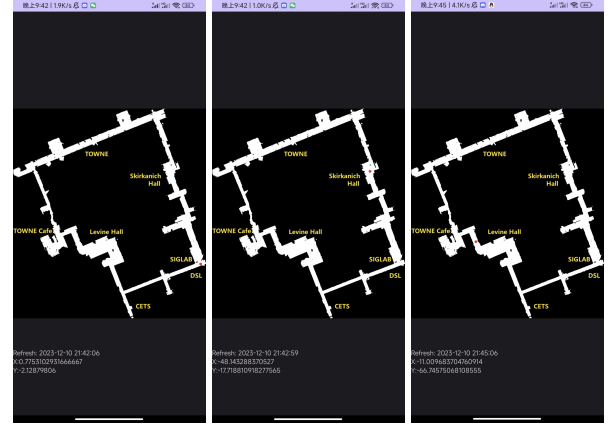 晚上9:42 | 1.9K/s
TOWNE
Skirkanich
Hall
TOWNE Cafe
Levine Hall
SIGLAB
DSL
CETS
Refresh: 2023-12-10 21:42:06
X:0.7753102931666667
Y:-2.12879806
晚上9:42 | 1.0K/s
TOWNE
Skirkanich
Hall
TOWNE Cafe
Levine Hall
SIGLAB
DSL
CETS
Refresh: 2023-12-10 21:42:59
X:-48.143288370527
Y:-17.718810918277565
晚上9:45 | 4.1K/s
TOWNE
Skirkanich
Hall
TOWNE Cafe
Levine Hall
SIGLAB
DSL
CETS
Refresh: 2023-12-10 21:45:06
X:-11.009683704760914
Y:-66.74575068108555